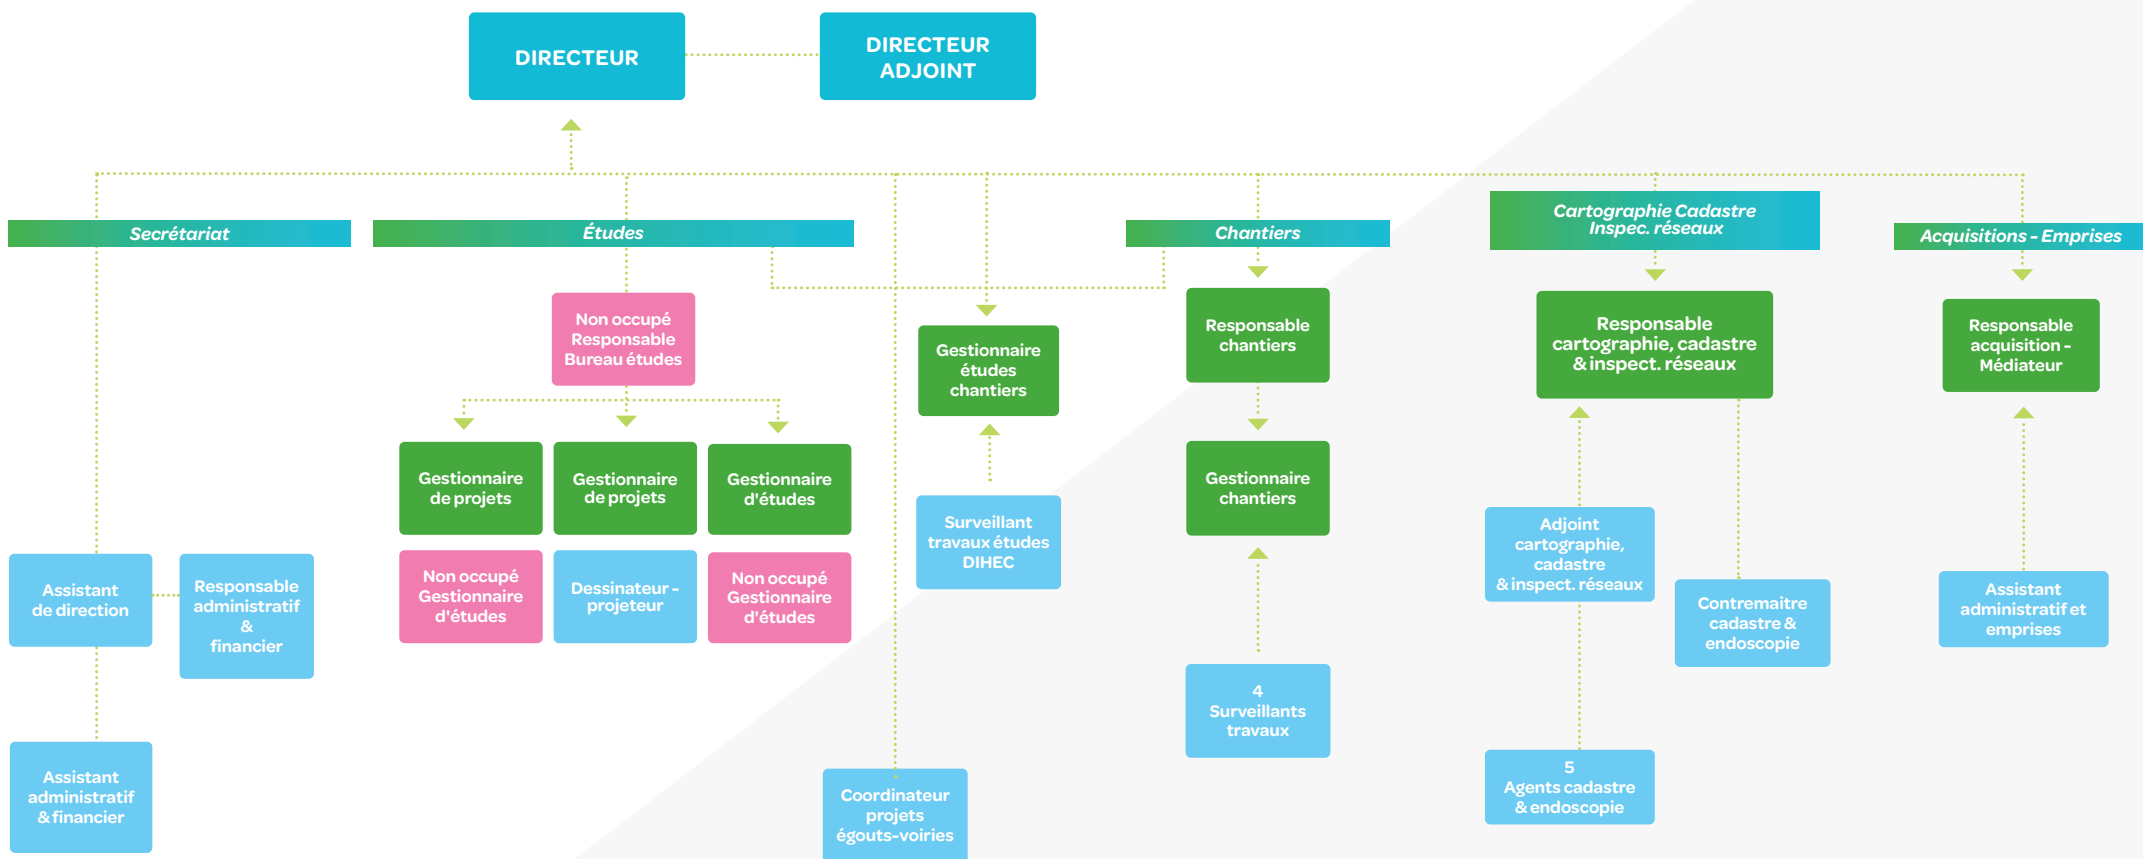 DIRECTEUR
DIRECTEUR
ADJOINT
Secrétariat
Études
Chantiers
Cartographie Cadastre
Inspec. réseaux
Acquisitions - Emprises
Non occupé
Responsable
Bureau études
Gestionnaire
études
chantiers
Responsable
chantiers
Responsable
cartographie, cadastre
& inspect. réseaux
Responsable
acquisition -
Médiateur
Gestionnaire
de projets
Gestionnaire
de projets
Gestionnaire
d'études
Gestionnaire
chantiers
Surveillant
travaux études
DIHEC
Adjoint
cartographie,
cadastre
& inspect. réseaux
Assistant
de direction
Responsable
administratif
&
financier
Non occupé
Gestionnaire
d'études
Dessinateur -
projeteur
Non occupé
Gestionnaire
d'études
Contremaitre
cadastre &
endoscopie
Assistant
administratif et
emprises
4
Surveillants
travaux
Assistant
administratif
& financier
Coordinateur
projets
égouts-voiries
5
Agents cadastre
& endoscopie